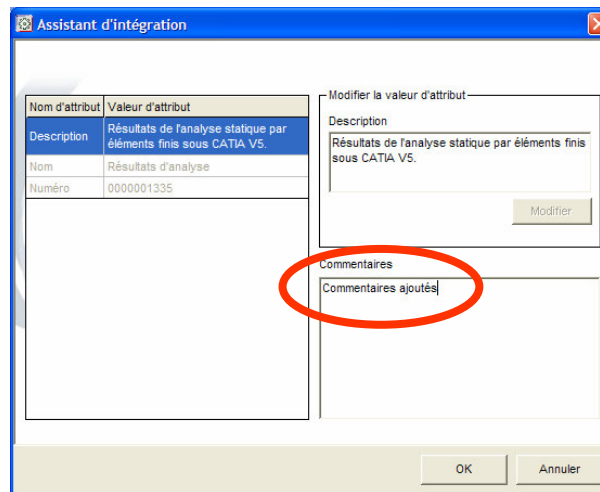 Assistant d'intégration
Nom d'attribut Valeur d'attribut
Description Résultats de l'analyse statique par
éléments finis sous CATIA V5.
Nom Résultats d'analyse
Numéro 0000001335
Modifier la valeur d'attribut
Description
Résultats de l'analyse statique par éléments finis
sous CATIA V5.
Modifier
Commentaires
Commentaires ajoutés
OK Annuler